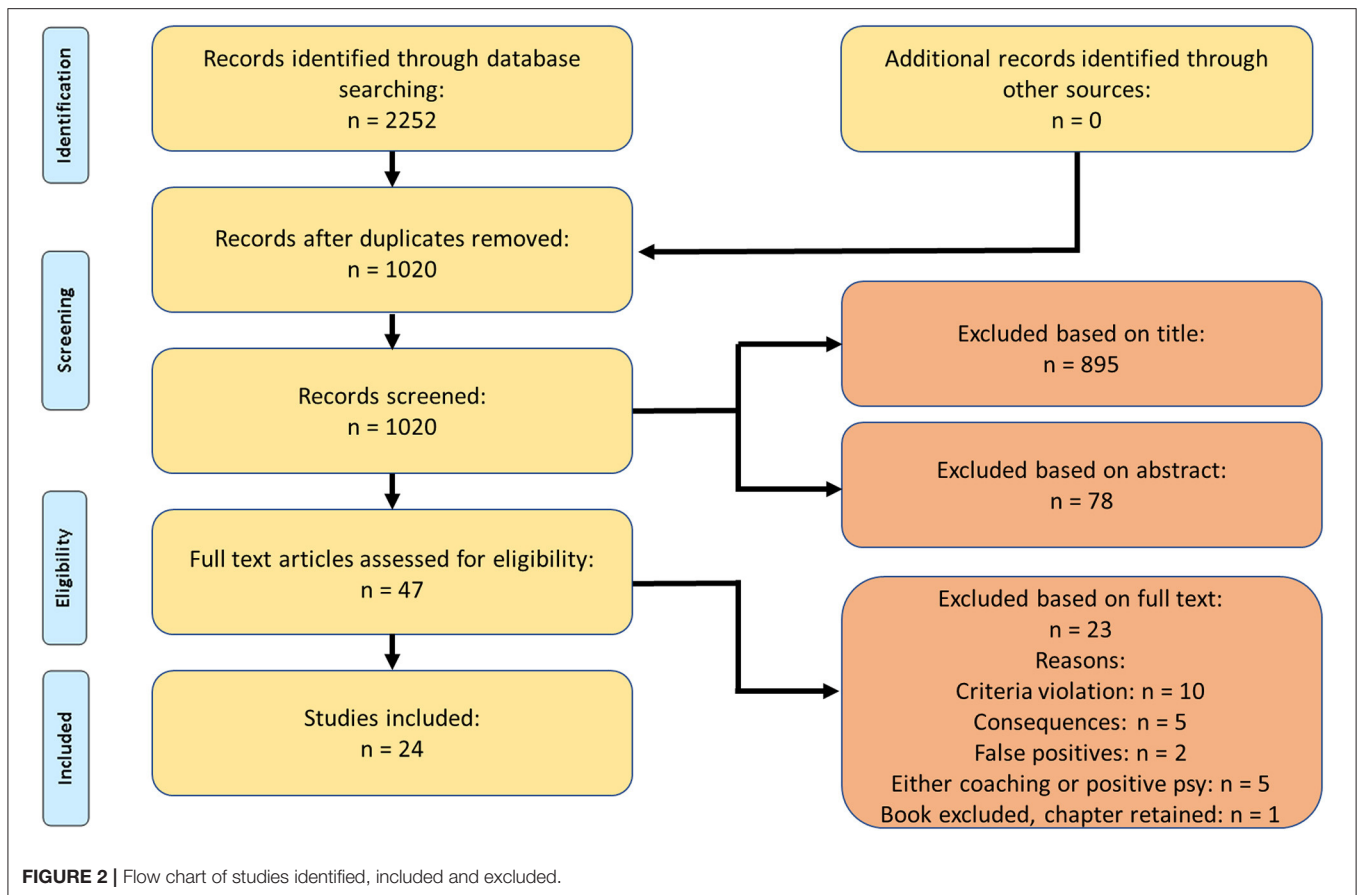 Identification
Records identified through database
searching:
n = 2252
Additional records identified through
other sources:
n = 0
Records after duplicates removed:
n = 1020
Screening
Records screened:
n = 1020
Excluded based on title:
n = 895
Excluded based on abstract:
n = 78
Eligibility
Full text articles assessed for eligibility:
n = 47
Excluded based on full text:
n = 23
Reasons:
Criteria violation: n = 10
Consequences: n = 5
False positives: n = 2
Either coaching or positive psy: n = 5
Book excluded, chapter retained: n = 1
Included
Studies included:
n = 24
FIGURE 2 | Flow chart of studies identified, included and excluded.